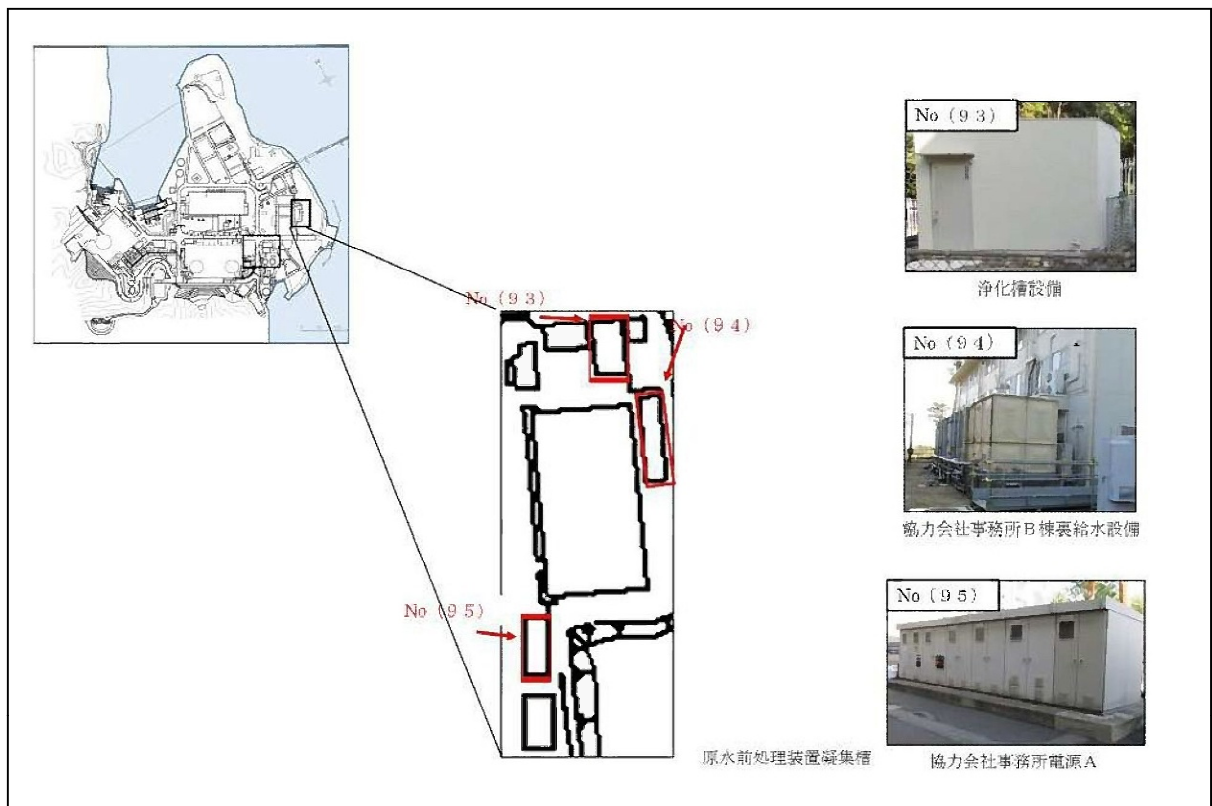 No（９３）
No（９４）
No（９５）
No（９３）
浄化槽設備
No（９４）
協力会社事務所Ｂ棟裏給水設備
No（９５）
協力会社事務所電源Ａ
原水前処理装置凝集槽